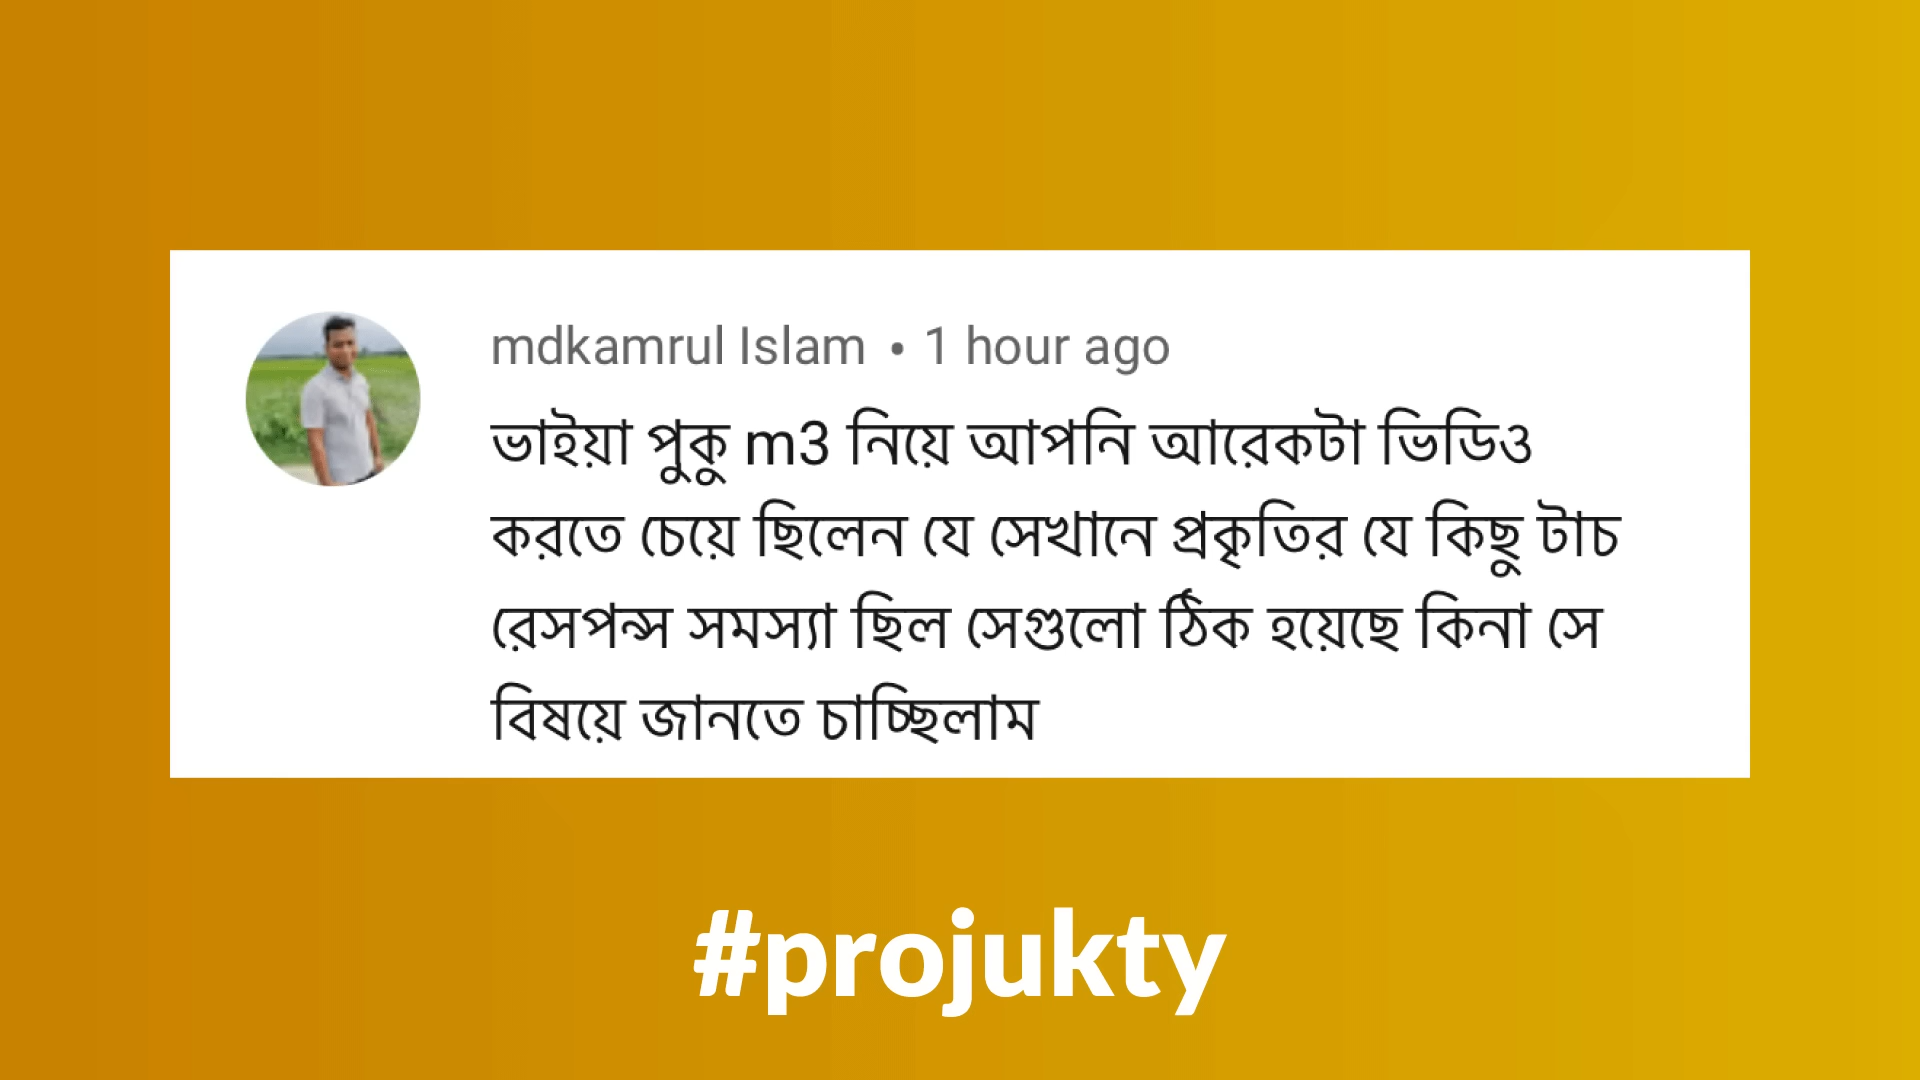 mdkamrul Islam • 1 hour ago
ভাইয়া পুকু m3 নিয়ে আপনি আরেকটা ভিডিও
করতে চেয়ে ছিলেন যে সেখানে প্রকৃতির যে কিছু টাচ
রেসপন্স সমস্যা ছিল সেগুলো ঠিক হয়েছে কিনা সে
বিষয়ে জানতে চাচ্ছিলাম
#projukty